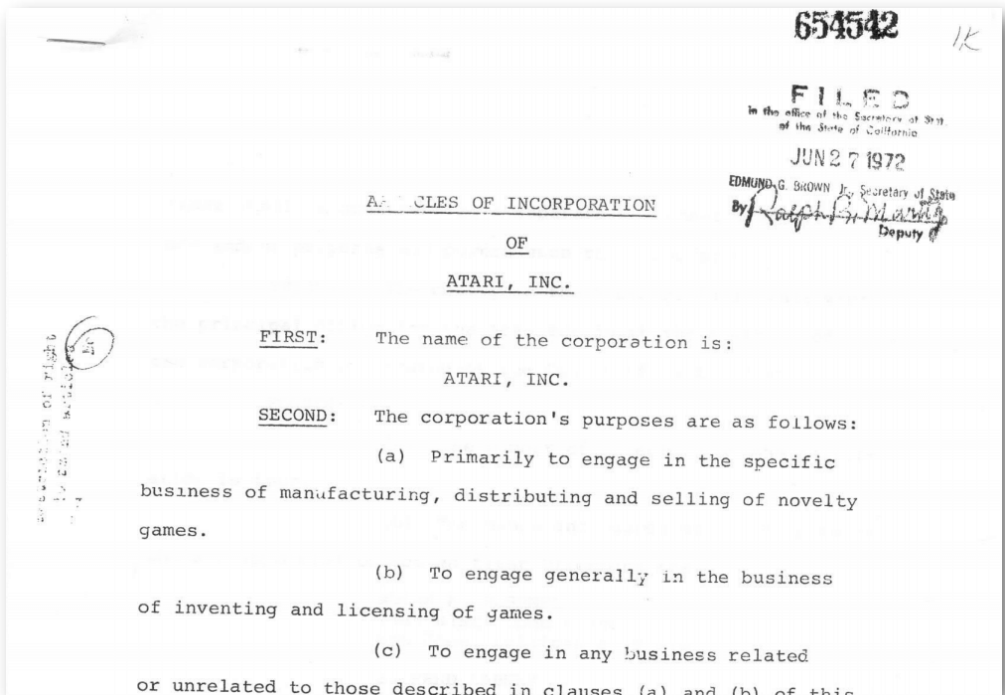 654542
1K
FILED
in the office of the Secretary of State
of the State of California
JUN 27 1972
EDMUND G. BROWN Jr., Secretary of State
By
Deputy
ARTICLES OF INCORPORATION
OF
ATARI, INC.
FIRST: The name of the corporation is:
ATARI, INC.
SECOND: The corporation's purposes are as follows:
(a) Primarily to engage in the specific
business of manufacturing, distributing and selling of novelty
games.
(b) To engage generally in the business
of inventing and licensing of games.
(c) To engage in any business related
or unrelated to those described in clauses (a) and (b) of this